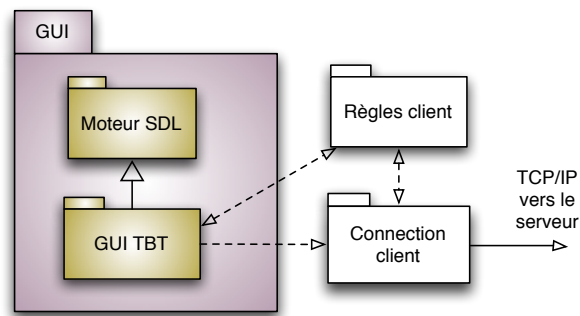 GUI
Moteur SDL
Règles client
TCP/IP
vers le
serveur
GUI TBT
Connection
client